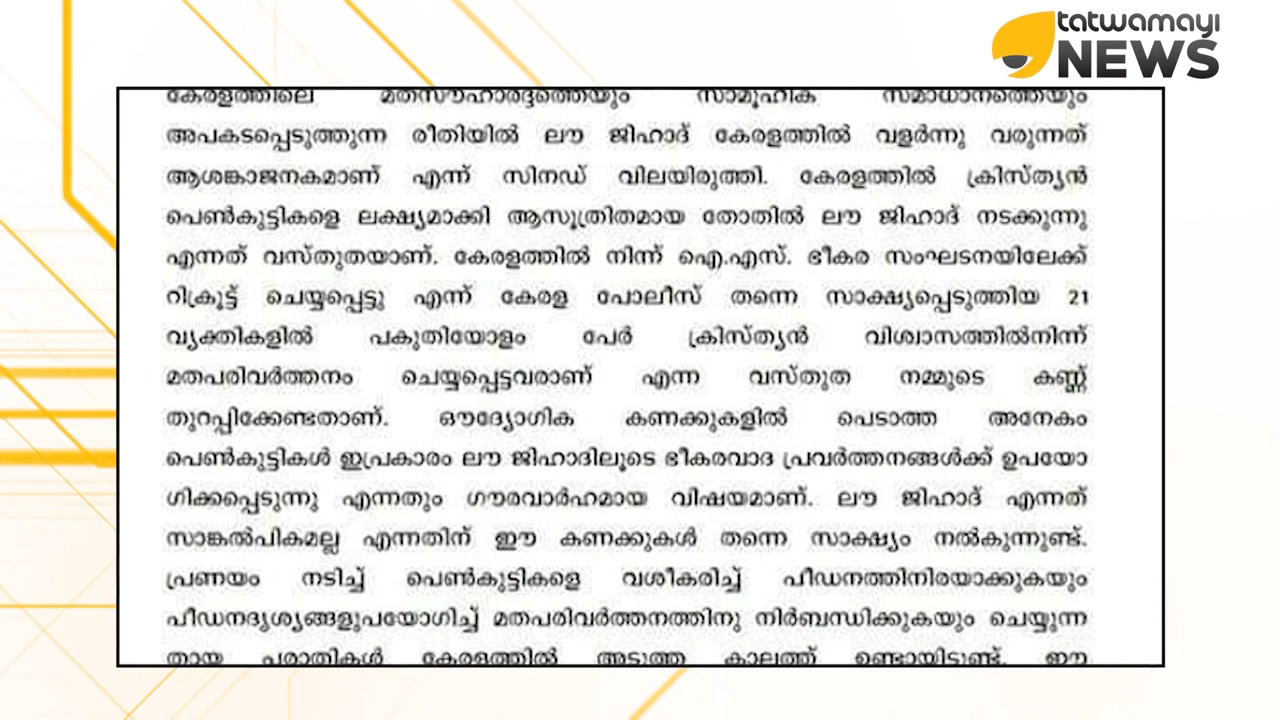 tatwamayi
NEWS
കേരളത്തിലെ മതസൗഹാർദ്ദത്തെയും സാമൂഹിക സമാധാനത്തെയും
അപകടപ്പെടുത്തുന്ന രീതിയിൽ ലൗ ജിഹാദ് കേരളത്തിൽ വളർന്നു വരുന്നത്
ആശങ്കാജനകമാണ് എന്ന് സിനഡ് വിലയിരുത്തി. കേരളത്തിൽ ക്രിസ്ത്യൻ
പെൺകുട്ടികളെ ലക്ഷ്യമാക്കി ആസൂത്രിതമായ തോതിൽ ലൗ ജിഹാദ് നടക്കുന്നു
എന്നത് വസ്തുതയാണ്. കേരളത്തിൽ നിന്ന് ഐ.എസ്. ഭീകര സംഘടനയിലേക്ക്
റിക്രൂട്ട് ചെയ്യപ്പെട്ടു എന്ന് കേരള പോലീസ് തന്നെ സാക്ഷ്യപ്പെടുത്തിയ 21
വ്യക്തികളിൽ പകുതിയോളം പേർ ക്രിസ്ത്യൻ വിശ്വാസത്തിൽനിന്ന്
മതപരിവർത്തനം ചെയ്യപ്പെട്ടവരാണ് എന്ന വസ്തുത നമ്മുടെ കണ്ണ്
തുറപ്പിക്കേണ്ടതാണ്. ഔദ്യോഗിക കണക്കുകളിൽ പെടാത്ത അനേകം
പെൺകുട്ടികൾ ഇപ്രകാരം ലൗ ജിഹാദിലൂടെ ഭീകരവാദ പ്രവർത്തനങ്ങൾക്ക് ഉപയോ
ഗിക്കപ്പെടുന്നു എന്നതും ഗൗരവാർഹമായ വിഷയമാണ്. ലൗ ജിഹാദ് എന്നത്
സാങ്കൽപികമല്ല എന്നതിന് ഈ കണക്കുകൾ തന്നെ സാക്ഷ്യം നൽകുന്നുണ്ട്.
പ്രണയം നടിച്ച് പെൺകുട്ടികളെ വശീകരിച്ച് പീഡനത്തിനിരയാക്കുകയും
പീഡനദൃശ്യങ്ങളുപയോഗിച്ച് മതപരിവർത്തനത്തിനു നിർബന്ധിക്കുകയും ചെയ്യുന്ന
തായ പരാതികൾ കേരളത്തിൽ അടുത്ത കാലത്ത് ഉണ്ടായിട്ടുണ്ട്. ഈ